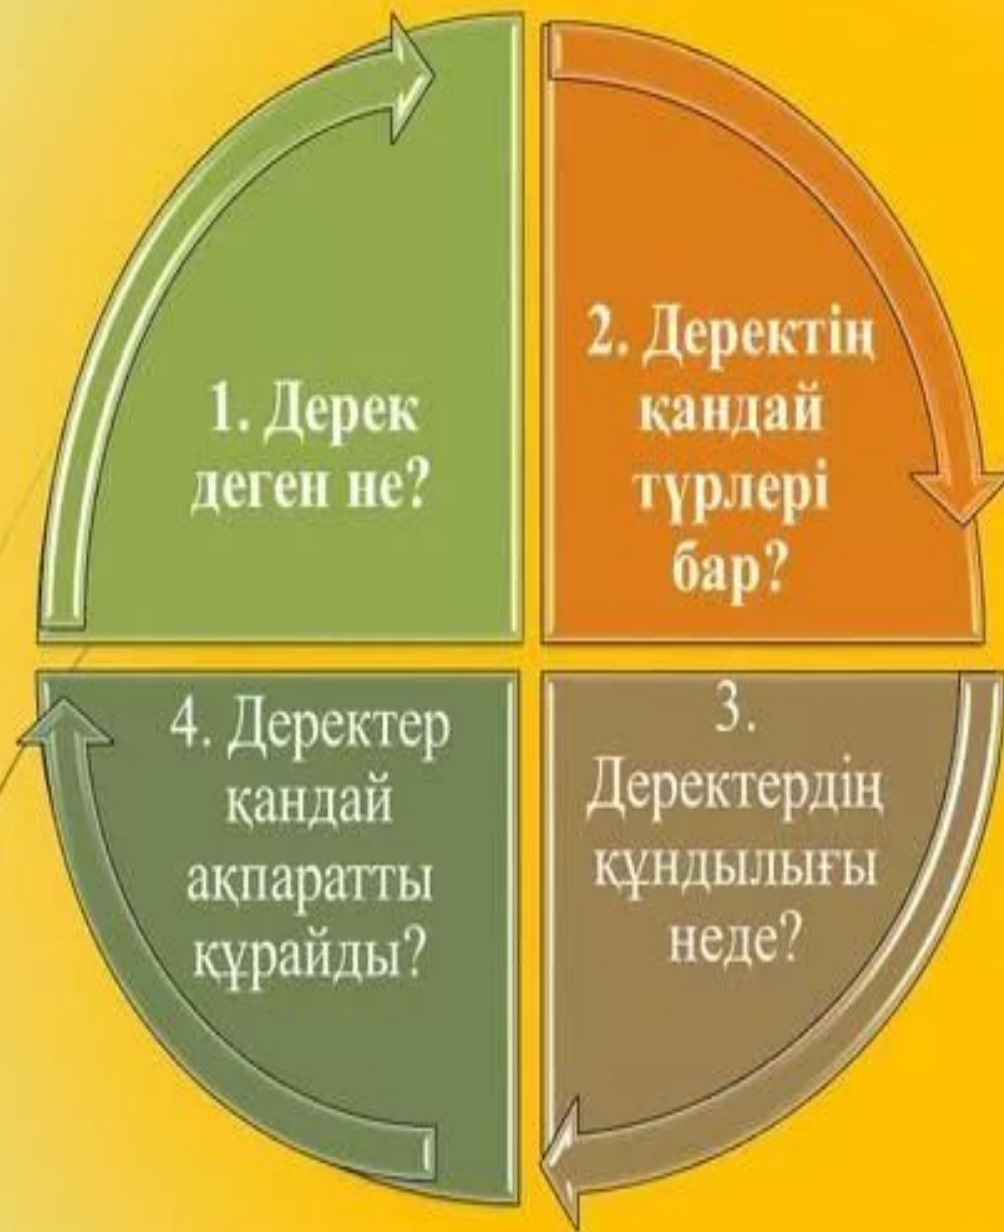 1. Дерек
деген не?
2. Деректің
қандай
түрлері
бар?
3.
Деректердің
құндылығы
неде?
4. Деректер
қандай
ақпаратты
құрайды?